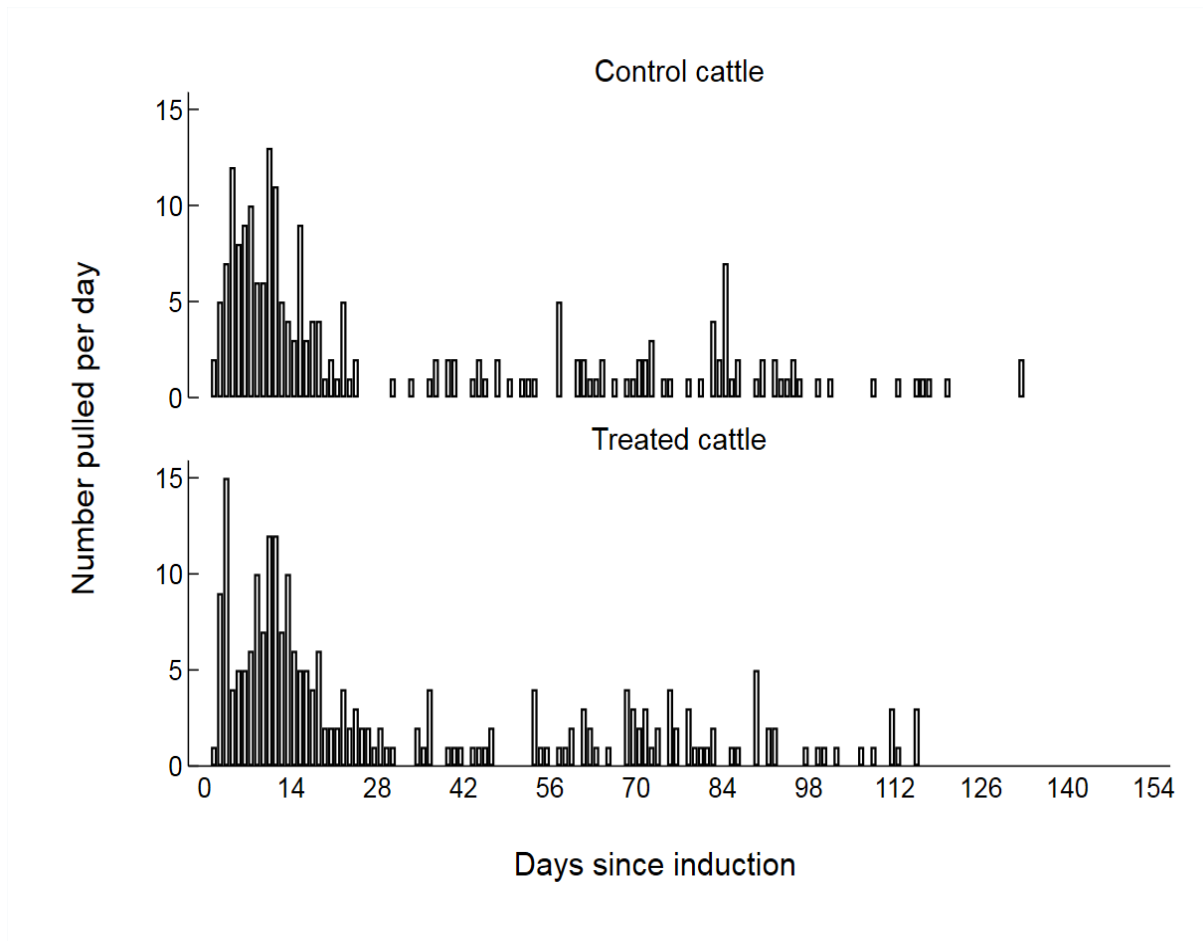 Control cattle
15
10
5
0
Number pulled per day
Treated cattle
15
10
5
0
0 14 28 42 56 70 84 98 112 126 140 154
Days since induction